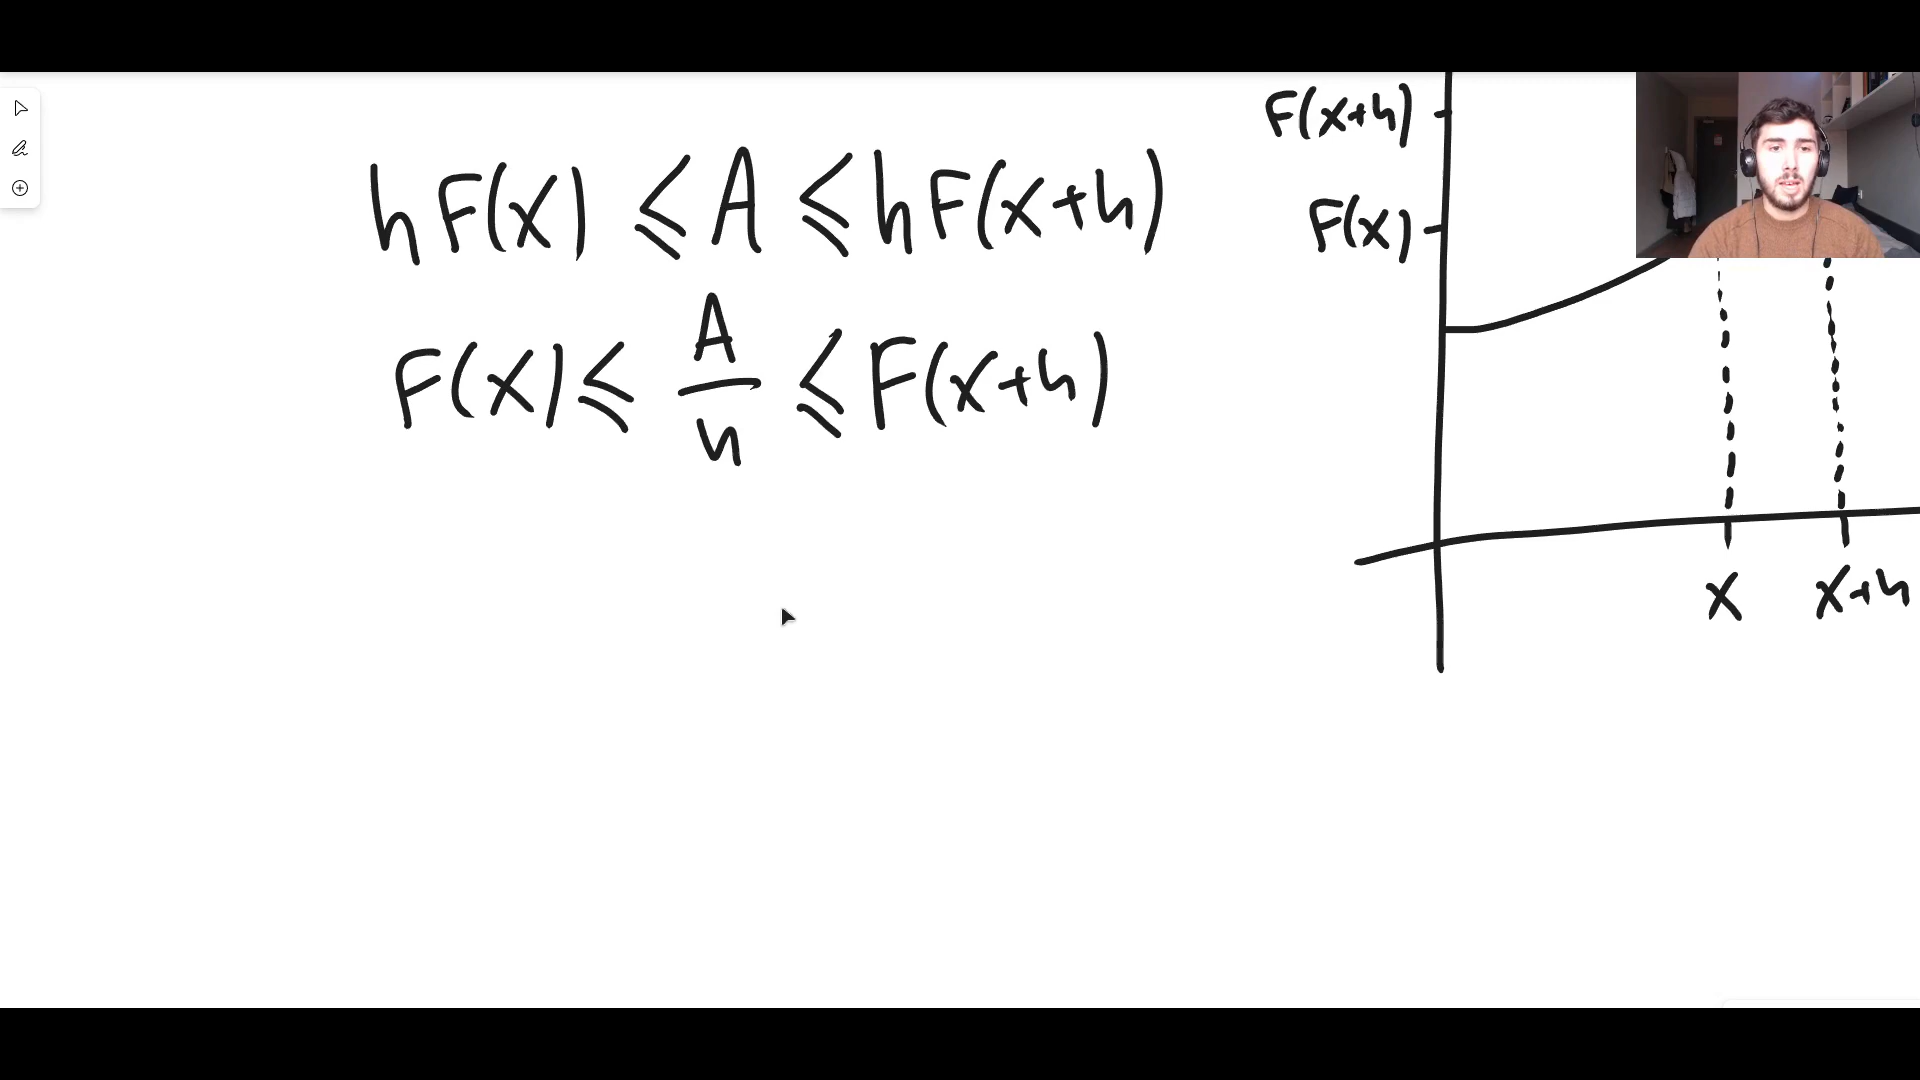 hF(x) ≤ A ≤ hF(x+h)
F(x) ≤ A/h ≤ F(x+h)
F(x+h)
F(x)
x x+h